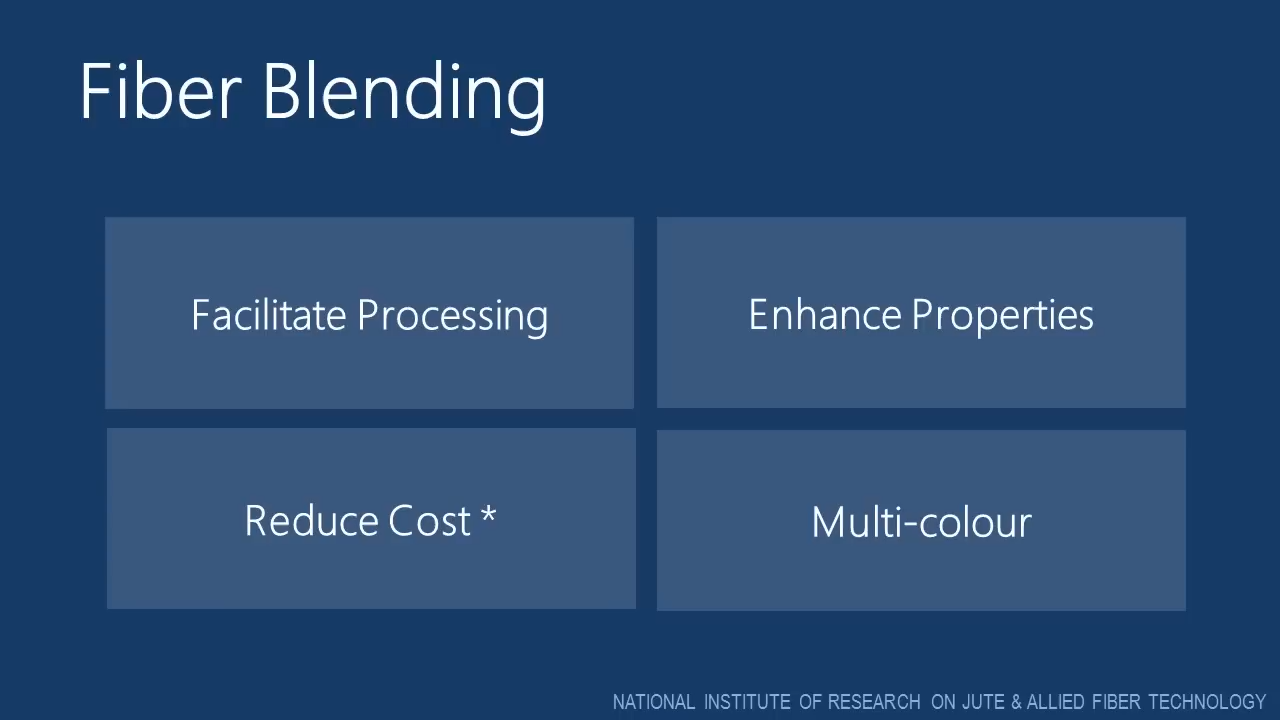 Fiber Blending
Facilitate Processing
Enhance Properties
Reduce Cost *
Multi-colour
NATIONAL INSTITUTE OF RESEARCH ON JUTE & ALLIED FIBER TECHNOLOGY